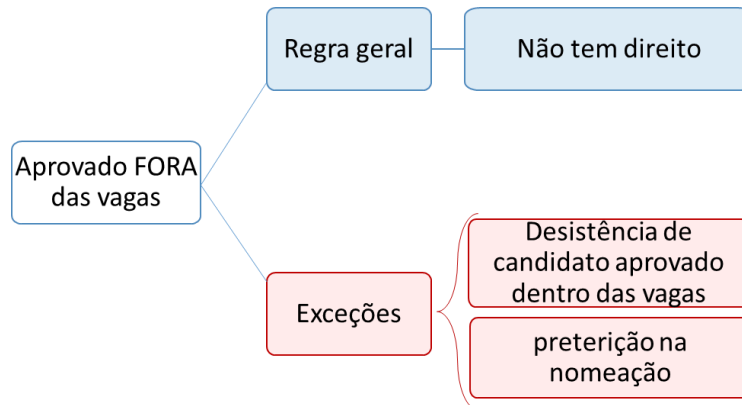 Regra geral
Não tem direito
Aprovado FORA
das vagas
Exceções
Desistência de
candidato aprovado
dentro das vagas
preterição na
nomeação